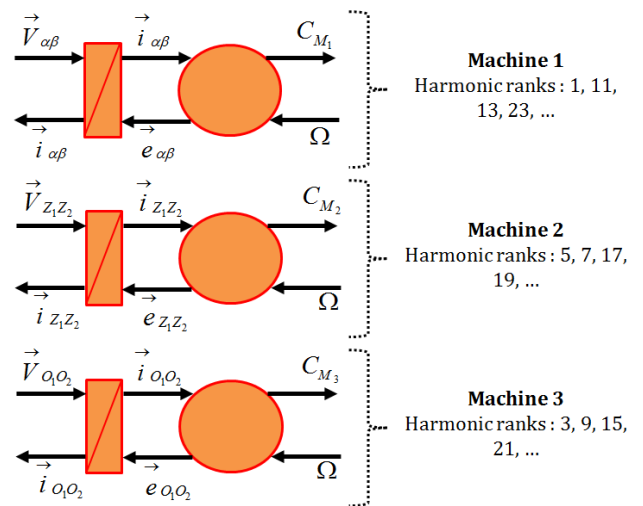 V αβ
i αβ
C M1
i αβ
e αβ
Ω
Machine 1
Harmonic ranks : 1, 11,
13, 23, ...
V Z1Z2
i Z1Z2
C M2
i Z1Z2
e Z1Z2
Ω
Machine 2
Harmonic ranks : 5, 7, 17,
19, ...
V O1O2
i O1O2
C M3
i O1O2
e O1O2
Ω
Machine 3
Harmonic ranks : 3, 9, 15,
21, ...